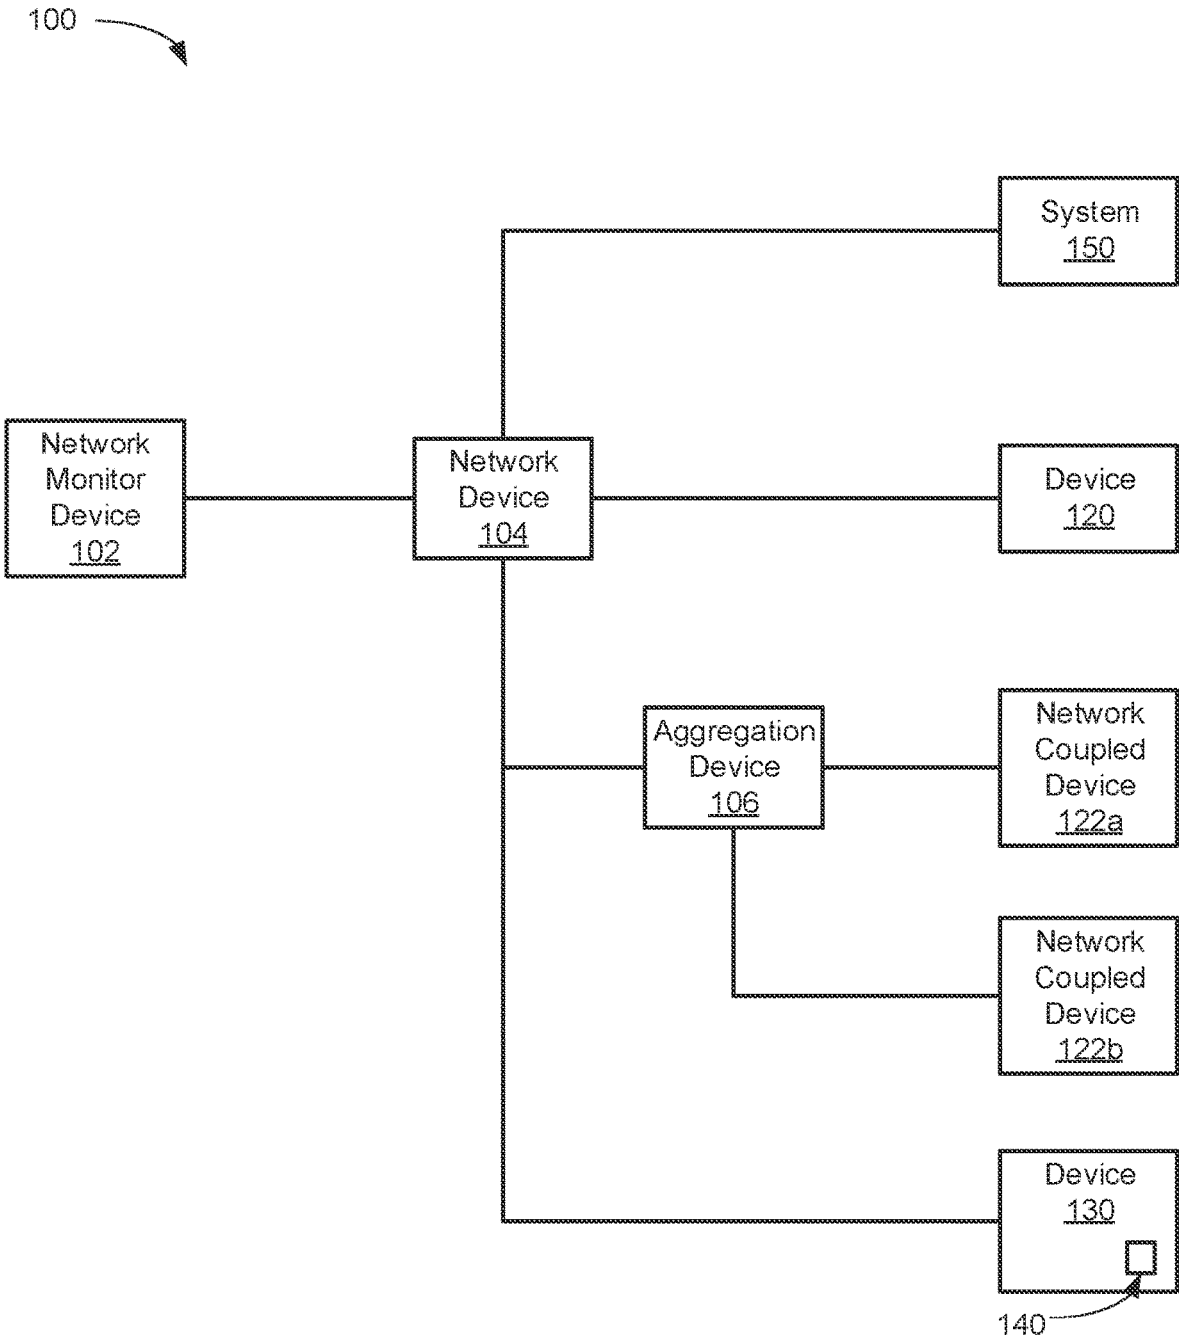 100
System
150
Network
Monitor
Device
102
Network
Device
104
Device
120
Aggregation
Device
106
Network
Coupled
Device
122a
Network
Coupled
Device
122b
Device
130
140